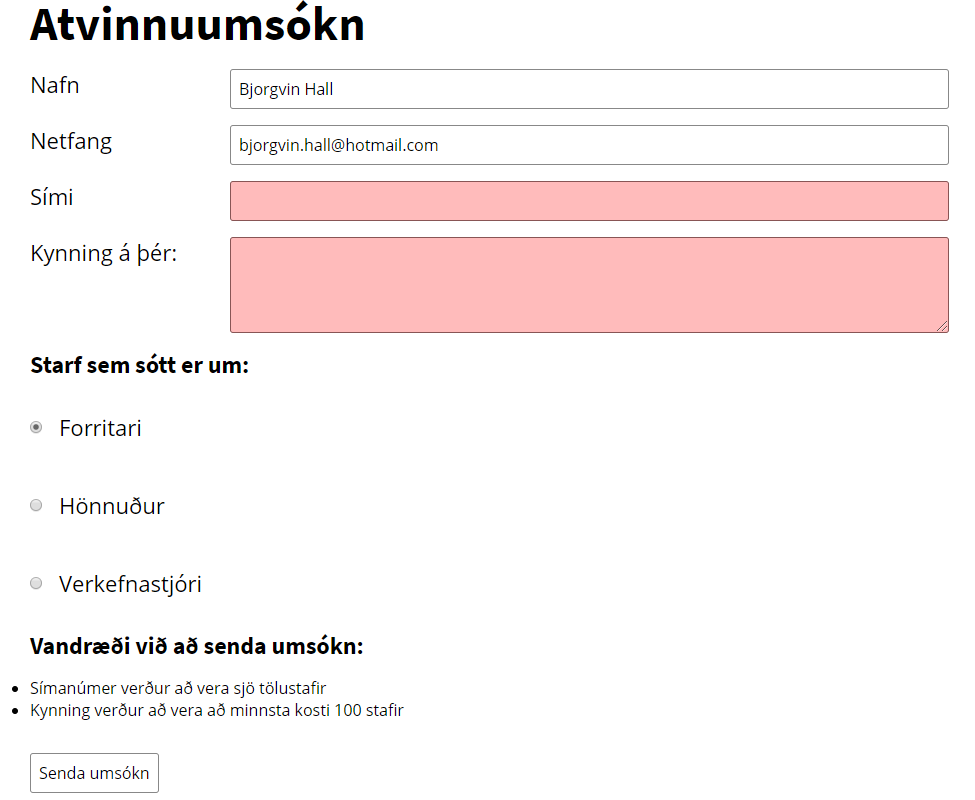 Atvinnuumsókn
Nafn
Bjorgvin Hall
Netfang
bjorgvin.hall@hotmail.com
Sími
Kynning á þér:
Starf sem sótt er um:
Forritari
Hönnuður
Verkefnastjóri
Vandræði við að senda umsókn:
Símanúmer verður að vera sjö tölustafir
Kynning verður að vera að minnsta kosti 100 stafir
Senda umsókn